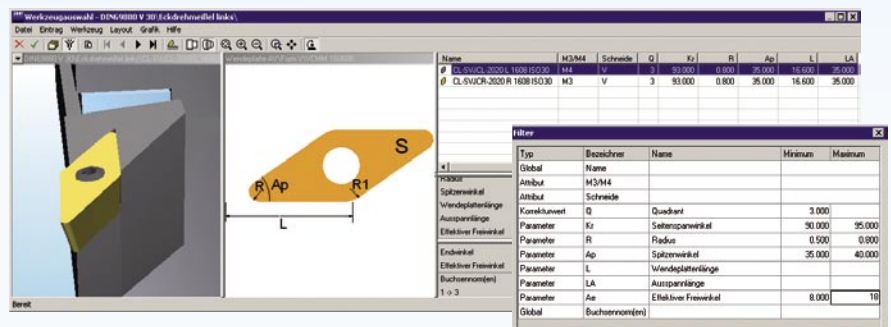 Werkzeugauswahl - DIN69880 V 30\Eckdrehmeißel links\
Datei Eintrag Werkzeug Layout Grafik Hilfe
Name M3/M4 Schneide Q Kr R Ap L LA
CL-SVJCL-2020 L 1608 ISO30 M4 V 3 93.000 0.800 35.000 16.600 35.000
CL-SVJCR-2020 R 1608 ISO30 M3 V 3 93.000 0.800 35.000 16.600 35.000
S
R Ap R1
L
Radius
Spitzenwinkel
Wendeplattenlänge
Ausspannlänge
Effektiver Freiwinkel
Endwinkel
Effektiver Freiwinkel
Buchsennorm(en)
1 -> 3
Bereit
Filter
Typ Bezeichner Name Minimum Maximum
Global Name
Attribut M3/M4
Attribut Schneide
Korrekturwert Q Quadrant 3.000
Parameter Kr Seitenspanwinkel 90.000 95.000
Parameter R Radius 0.500 0.800
Parameter Ap Spitzenwinkel 35.000 40.000
Parameter L Wendeplattenlänge
Parameter LA Ausspannlänge
Parameter Ae Effektiver Freiwinkel 8.000 18
Global Buchsennorm(en)